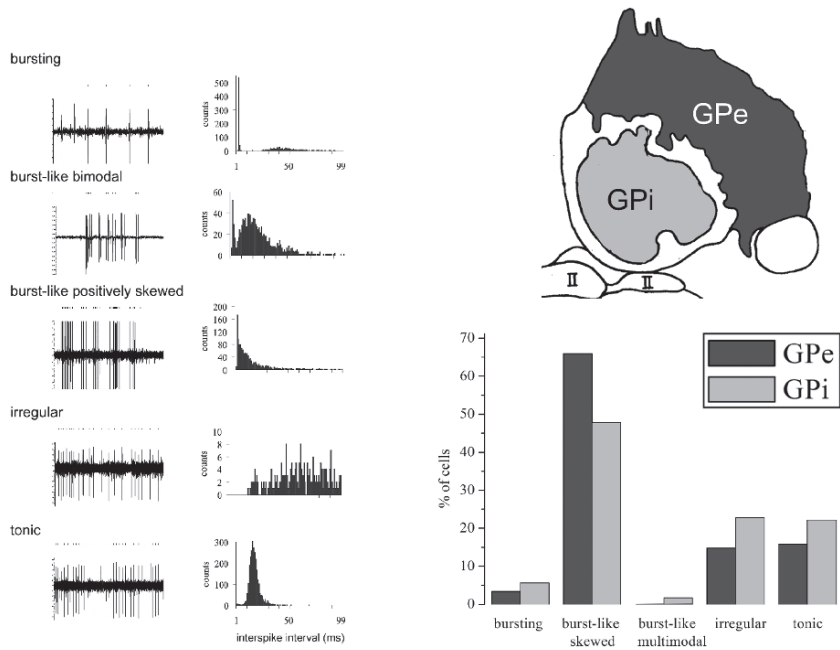 bursting
counts
500
400
300
200
100
0
1
50
99
burst-like bimodal
counts
60
40
20
0
burst-like positively skewed
counts
200
160
120
80
40
0
irregular
counts
10
8
6
4
2
0
tonic
counts
300
200
100
0
1
50
99
interspike interval (ms)
GPe
GPi
II
II
GPe
GPi
% of cells
70
60
50
40
30
20
10
0
bursting
burst-like
skewed
burst-like
multimodal
irregular
tonic